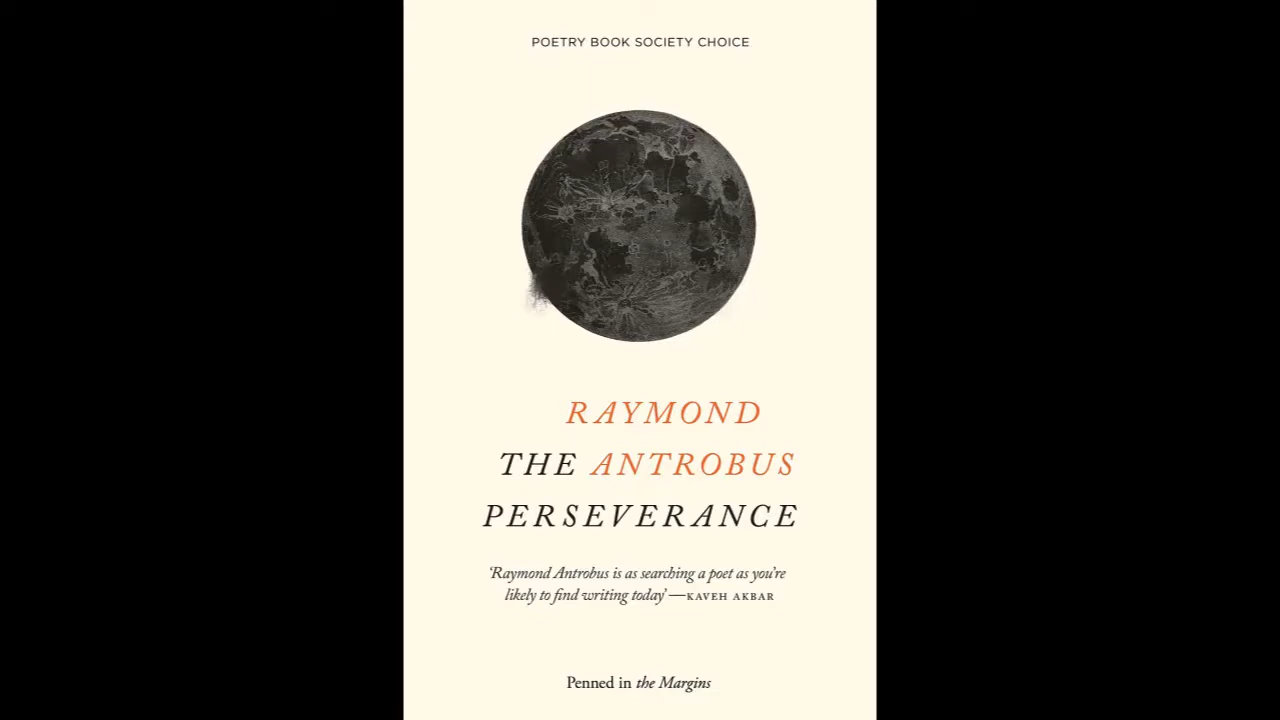 POETRY BOOK SOCIETY CHOICE
RAYMOND
THE ANTROBUS
PERSEVERANCE
‘Raymond Antrobus is as searching a poet as you’re
likely to find writing today’ —KAVEH AKBAR
Penned in the Margins